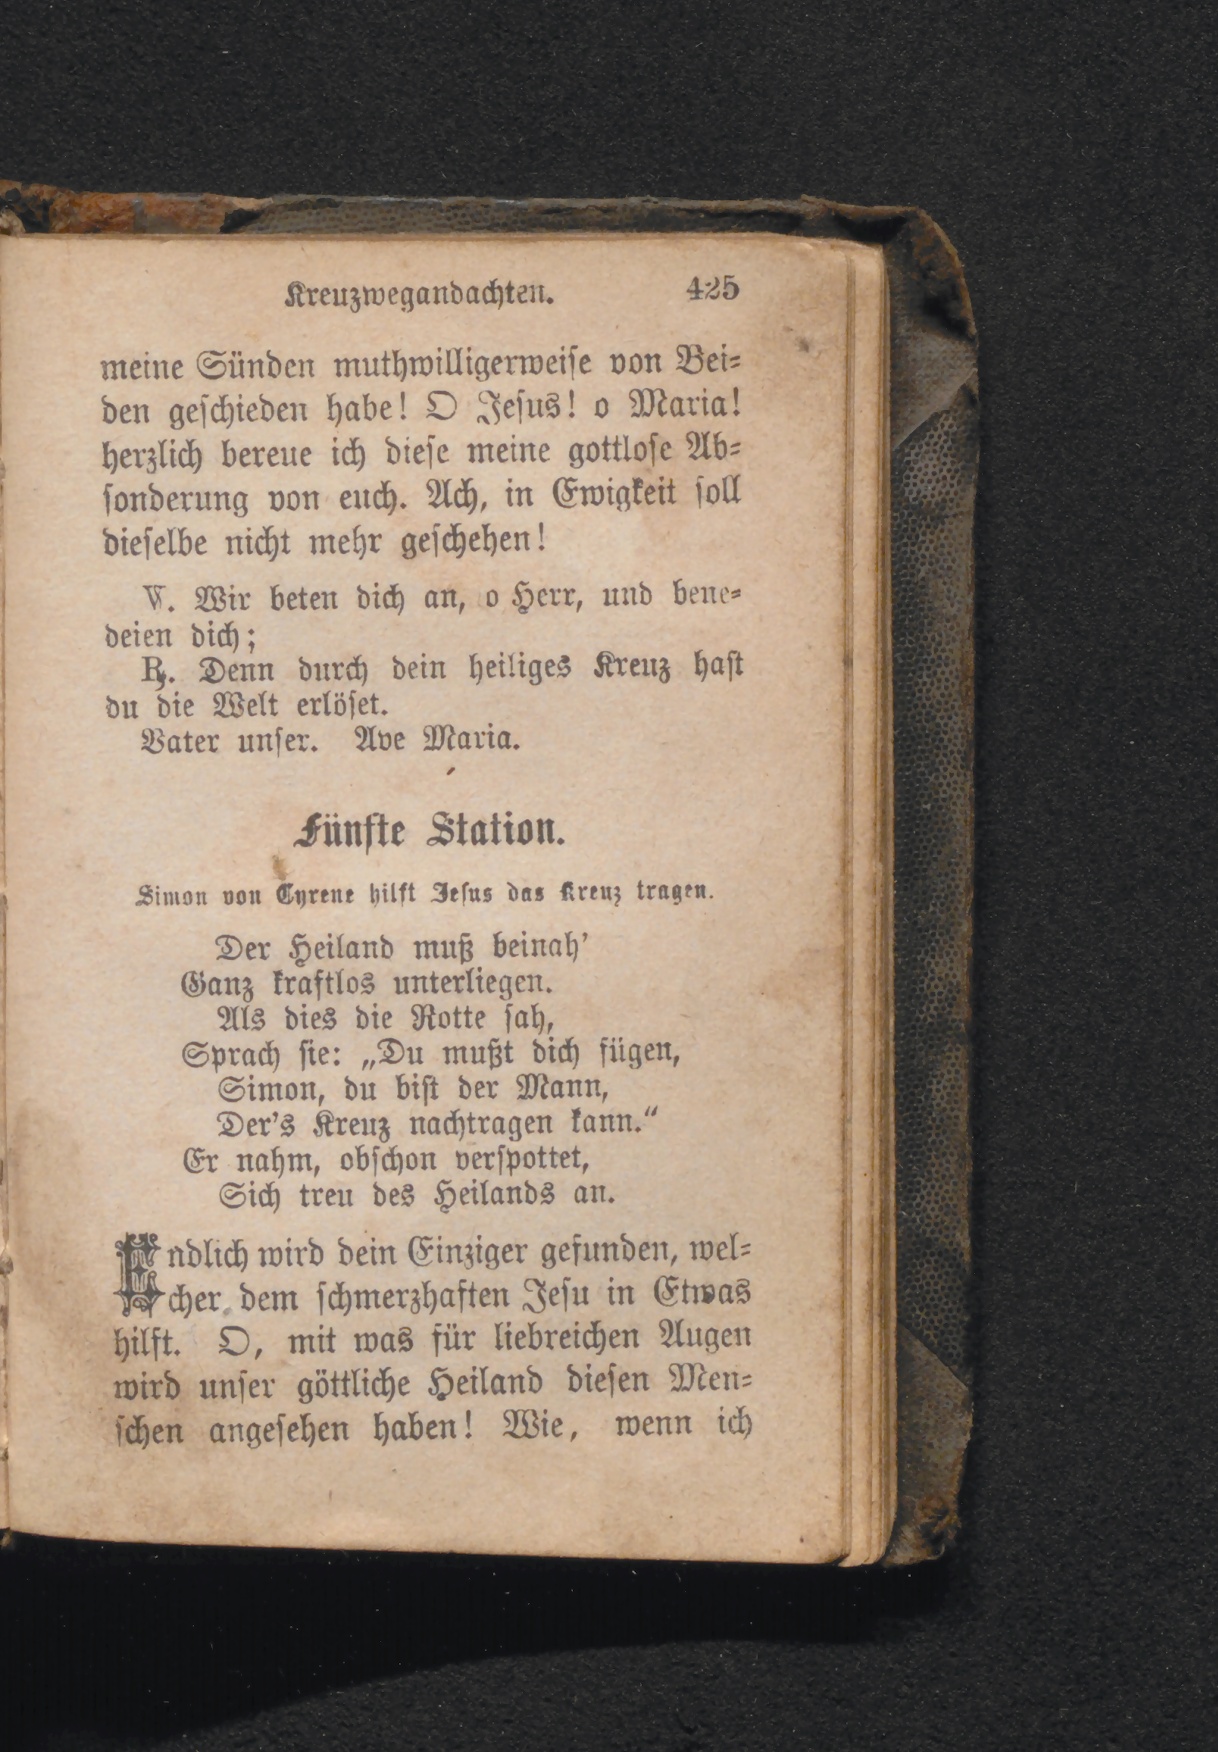 Kreuzwegandachten. 425
meine Sünden muthwilligerweise von Bei-
den geschieden habe! O Jesus! o Maria!
herzlich bereue ich diese meine gottlose Ab-
sonderung von euch. Ach, in Ewigkeit soll
dieselbe nicht mehr geschehen!
℣. Wir beten dich an, o Herr, und bene-
deien dich;
℟. Denn durch dein heiliges Kreuz hast
du die Welt erlöset.
Vater unser. Ave Maria.
Fünfte Station.
Simon von Cyrene hilft Jesus das Kreuz tragen.
Der Heiland muß beinah'
Ganz kraftlos unterliegen.
Als dies die Rotte sah,
Sprach sie: „Du mußt dich fügen,
Simon, du bist der Mann,
Der's Kreuz nachtragen kann.“
Er nahm, obschon verspottet,
Sich treu des Heilands an.
Endlich wird dein Einziger gefunden, wel-
cher dem schmerzhaften Jesu in Etwas
hilft. O, mit was für liebreichen Augen
wird unser göttliche Heiland diesen Men-
schen angesehen haben! Wie, wenn ich